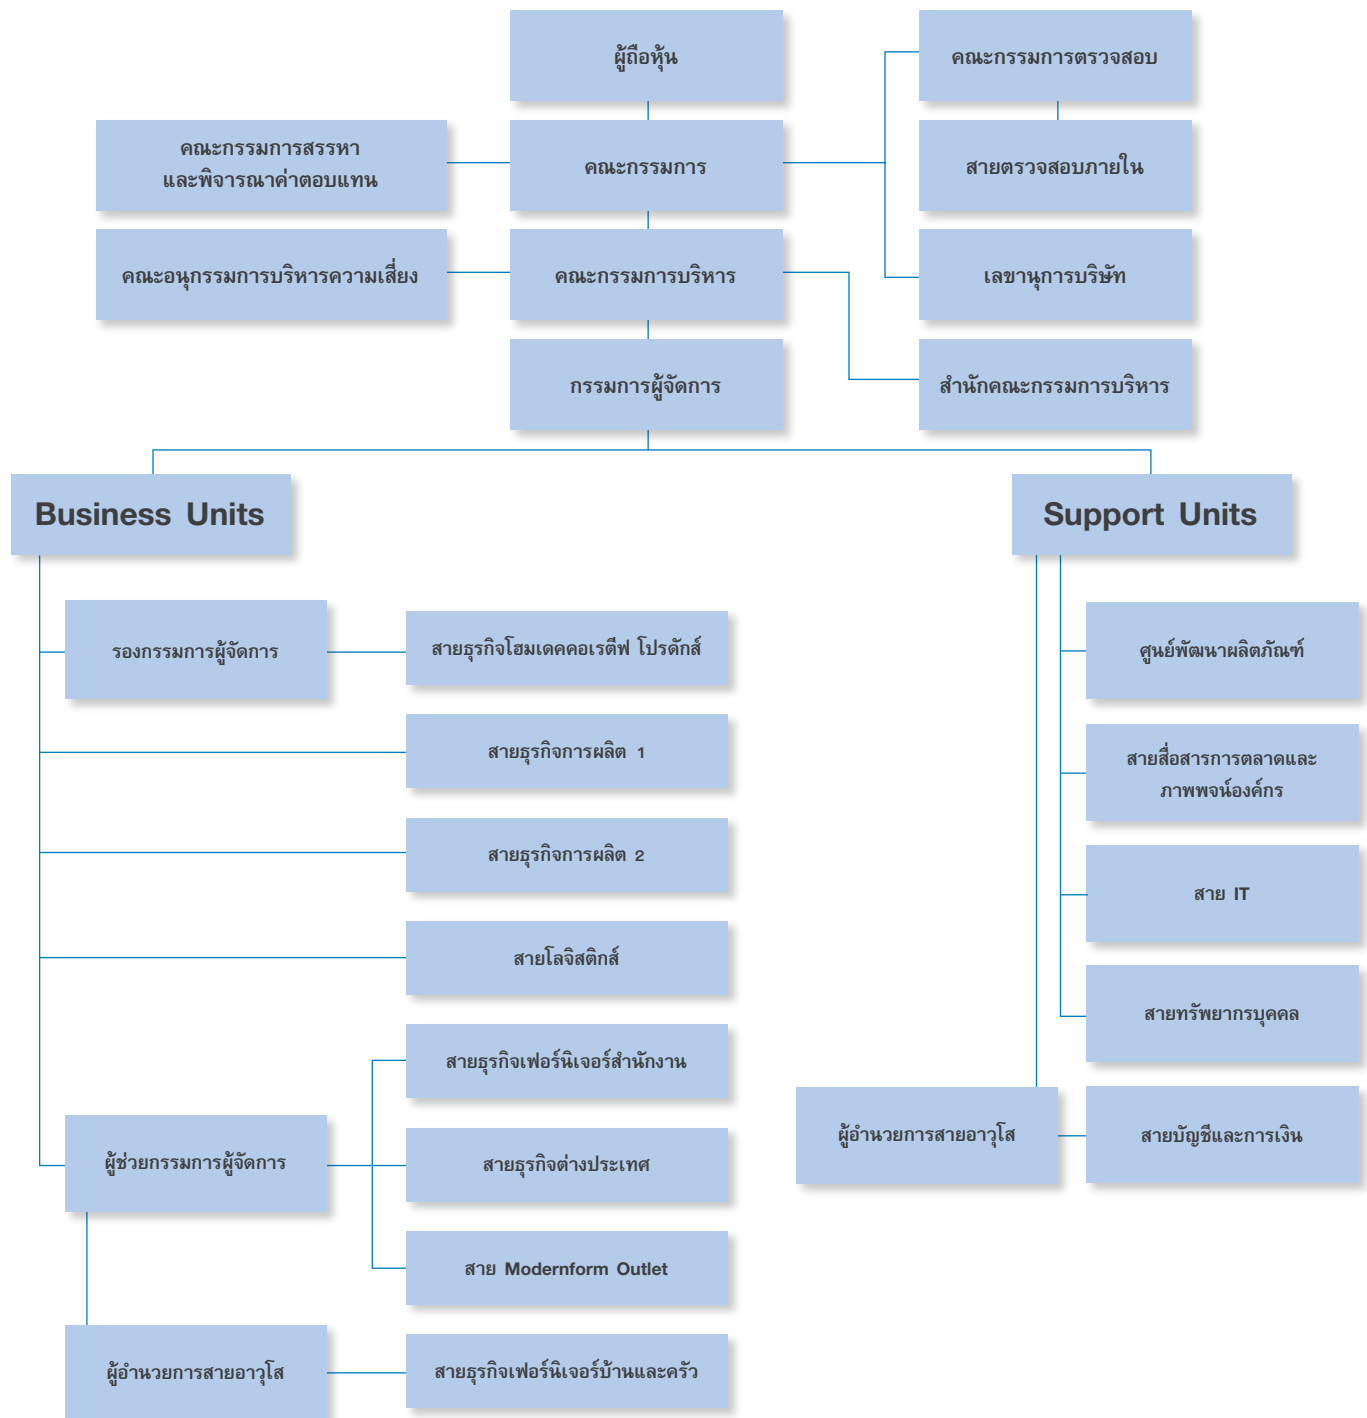 ผู้ถือหุ้น
คณะกรรมการตรวจสอบ
คณะกรรมการสรรหา
และพิจารณาค่าตอบแทน
คณะกรรมการ
สายตรวจสอบภายใน
คณะอนุกรรมการบริหารความเสี่ยง
คณะกรรมการบริหาร
เลขานุการบริษัท
กรรมการผู้จัดการ
สำนักคณะกรรมการบริหาร
Business Units
Support Units
รองกรรมการผู้จัดการ
สายธุรกิจโฮมเดคคอเรตีฟ โปรดักส์
สายธุรกิจการผลิต 1
สายธุรกิจการผลิต 2
สายโลจิสติกส์
สายธุรกิจเฟอร์นิเจอร์สำนักงาน
ผู้ช่วยกรรมการผู้จัดการ
สายธุรกิจต่างประเทศ
สาย Modernform Outlet
ผู้อำนวยการสายอาวุโส
สายธุรกิจเฟอร์นิเจอร์บ้านและครัว
ศูนย์พัฒนาผลิตภัณฑ์
สายสื่อสารการตลาดและ
ภาพพจน์องค์กร
สาย IT
สายทรัพยากรบุคคล
ผู้อำนวยการสายอาวุโส
สายบัญชีและการเงิน